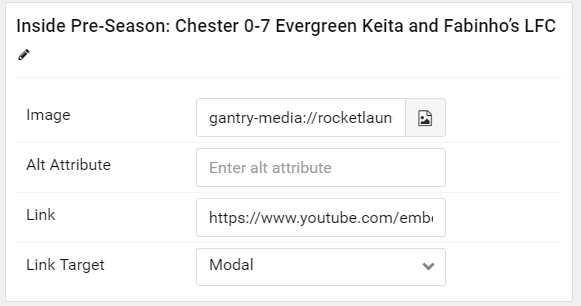 Inside Pre-Season: Chester 0-7 Evergreen Keita and Fabinho’s LFC
Image
gantry-media://rocketlaun
Alt Attribute
Enter alt attribute
Link
https://www.youtube.com/embe
Link Target
Modal